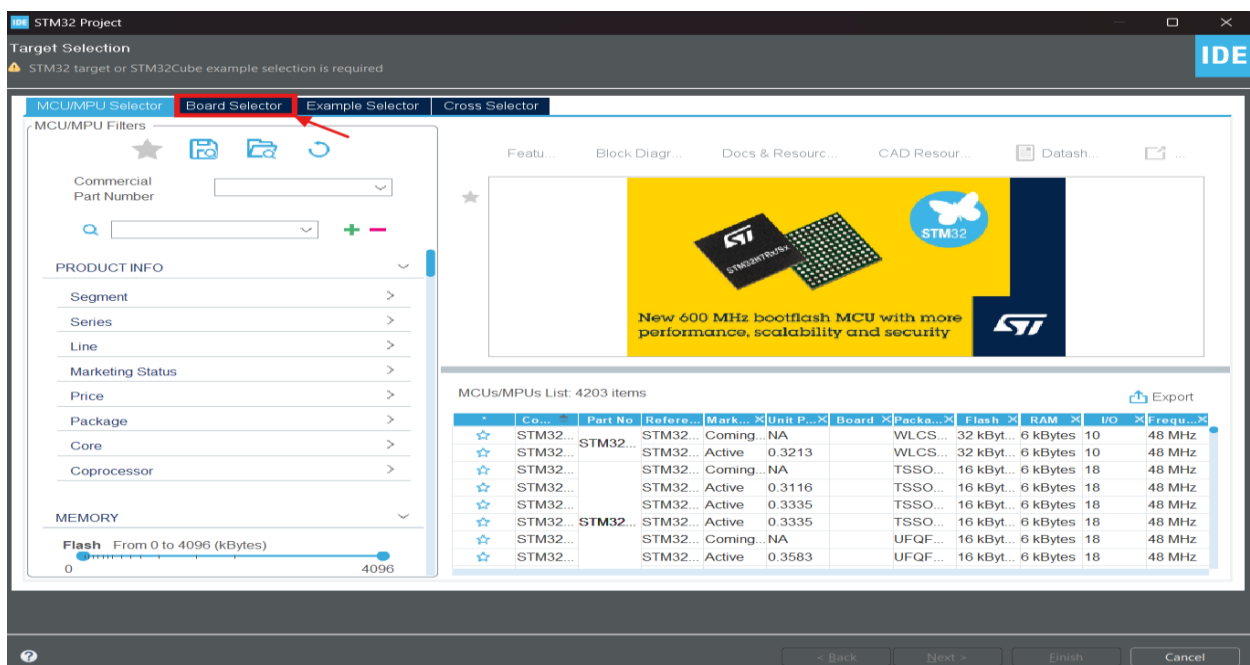 IDE STM32 Project
Target Selection
IDE
STM32 target or STM32Cube example selection is required
MCU/MPU Selector Board Selector Example Selector Cross Selector
MCU/MPU Filters
Featu... Block Diagr... Docs & Resourc... CAD Resour... Datash... ...
Commercial
Part Number
STM32
ST
STM32H7Rx/Sx
PRODUCT INFO
Segment
Series
New 600 MHz bootflash MCU with more
performance, scalability and security
ST
Line
Marketing Status
Price
MCUs/MPUs List: 4203 items
Export
Package
Core
Coprocessor
* Co... Part No Refere... Mark... Unit P... Board Packa... Flash RAM I/O Frequ...
STM32... STM32... STM32... Coming... NA WLCS... 32 kByt... 6 kBytes 10 48 MHz
STM32... STM32... Active 0.3213 WLCS... 32 kByt... 6 kBytes 10 48 MHz
STM32... STM32... Coming... NA TSSO... 16 kByt... 6 kBytes 18 48 MHz
STM32... STM32... Active 0.3116 TSSO... 16 kByt... 6 kBytes 18 48 MHz
STM32... STM32... Active 0.3335 TSSO... 16 kByt... 6 kBytes 18 48 MHz
STM32... STM32... STM32... Active 0.3335 TSSO... 16 kByt... 6 kBytes 18 48 MHz
STM32... STM32... Coming... NA UFQF... 16 kByt... 6 kBytes 18 48 MHz
STM32... STM32... Active 0.3583 UFQF... 16 kByt... 6 kBytes 18 48 MHz
MEMORY
Flash From 0 to 4096 (kBytes)
0 4096
? < Back Next > Finish Cancel